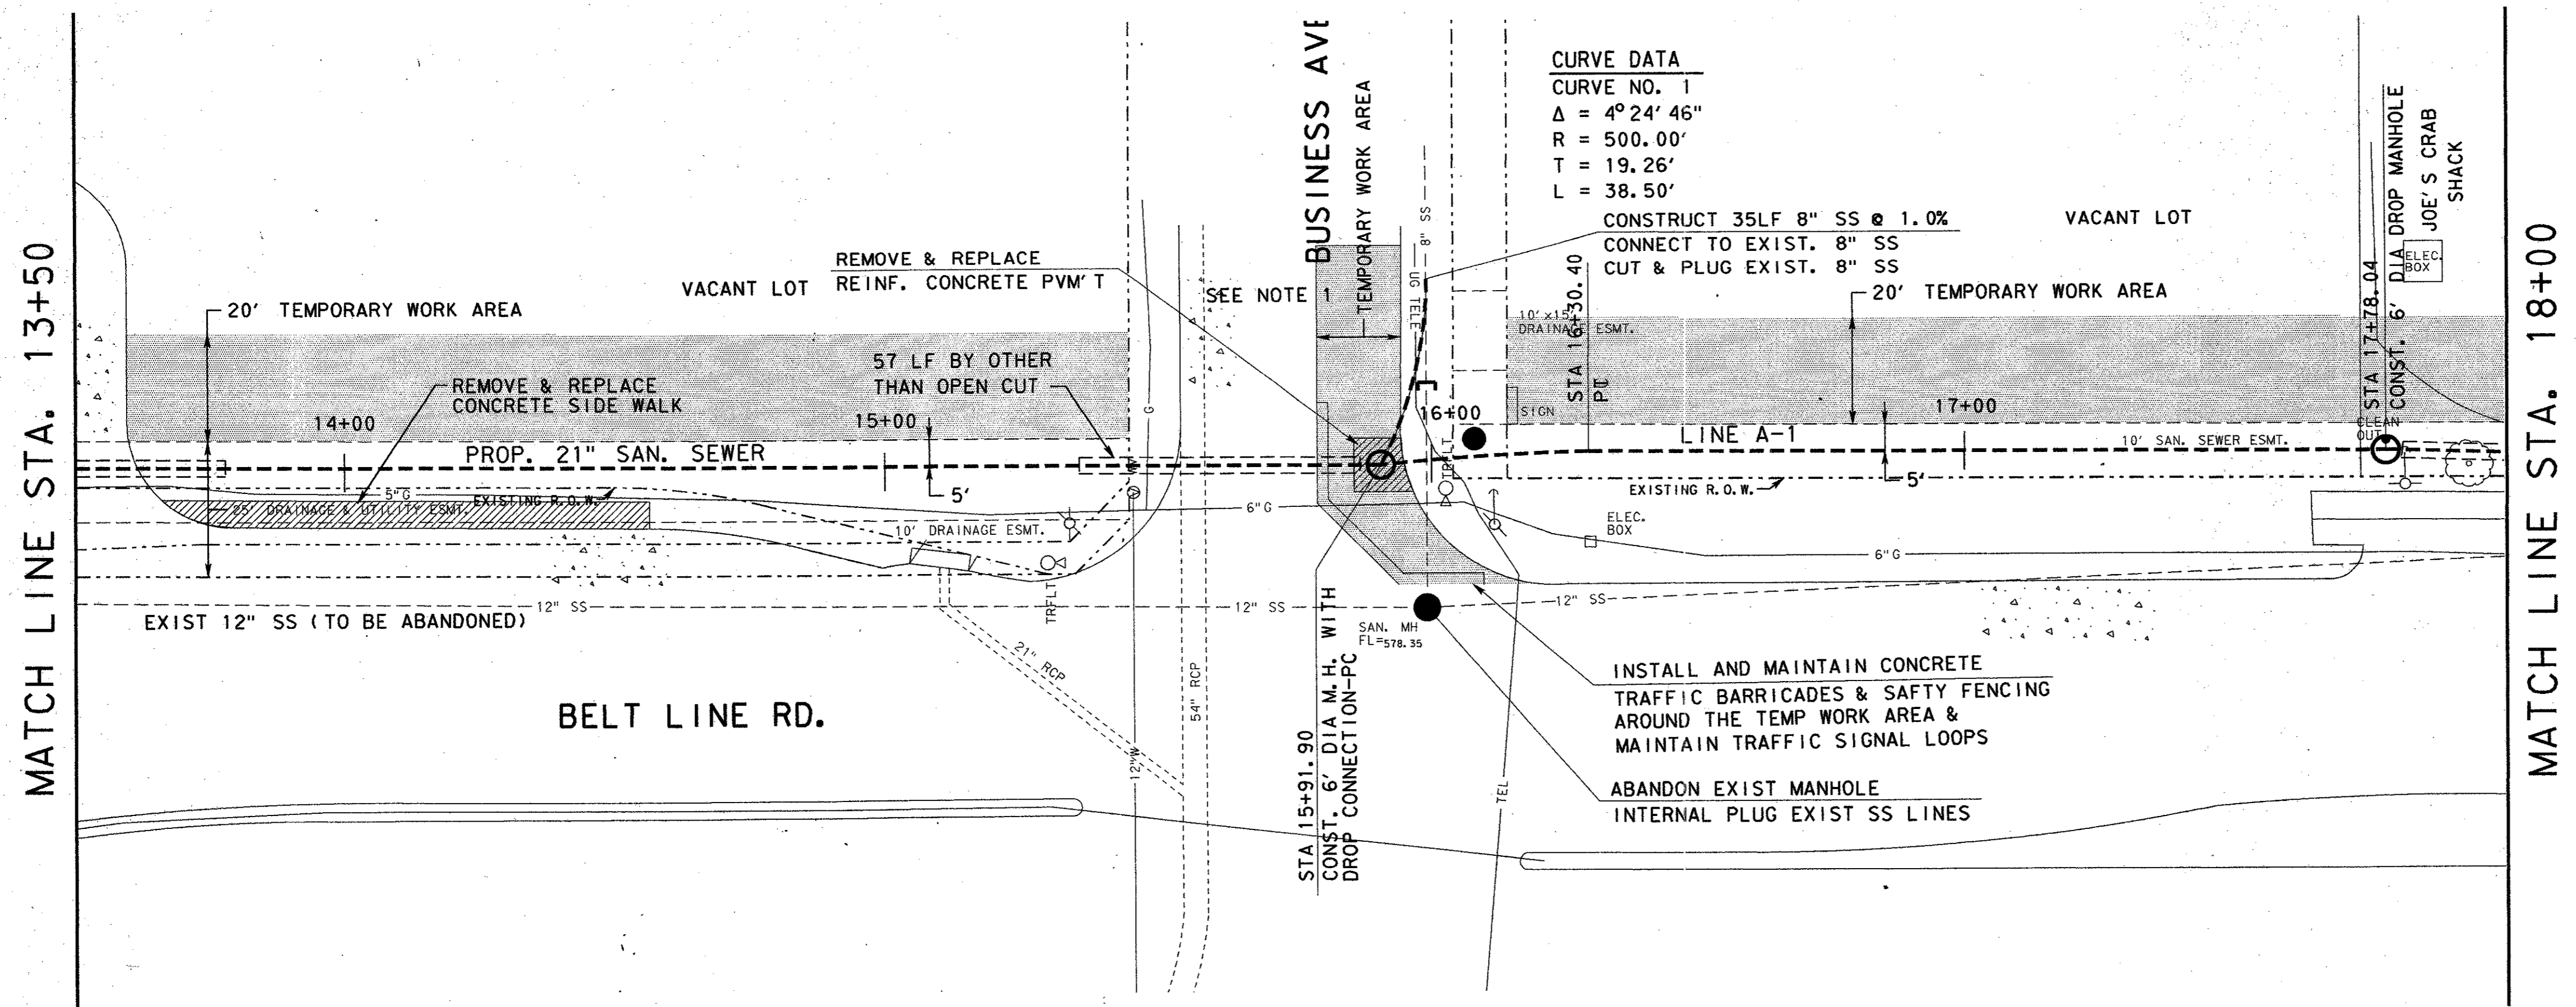 MATCH LINE STA. 13+50
MATCH LINE STA. 18+00
BUSINESS AVE
TEMPORARY WORK AREA
CURVE DATA
CURVE NO. 1
Δ = 4°24'46"
R = 500.00'
T = 19.26'
L = 38.50'
CONSTRUCT 35LF 8" SS @ 1.0%
CONNECT TO EXIST. 8" SS
CUT & PLUG EXIST. 8" SS
VACANT LOT
STA 17+78.04
CONST. 6' DIA DROP MANHOLE
JOE'S CRAB
SHACK
ELEC.
BOX
REMOVE & REPLACE
REINF. CONCRETE PVM'T
VACANT LOT
SEE NOTE 1
8" SS
UG TELE
20' TEMPORARY WORK AREA
20' TEMPORARY WORK AREA
10'x15'
DRAINAGE ESMT.
STA 16+30.40
PT
57 LF BY OTHER
THAN OPEN CUT
REMOVE & REPLACE
CONCRETE SIDE WALK
G
14+00
15+00
16+00
17+00
SIGN
CLEAN
OUT
PROP. 21" SAN. SEWER
LINE A-1
10' SAN. SEWER ESMT.
TRFLT
5'
5'
5"G
EXISTING R.O.W.
EXISTING R.O.W.
25' DRAINAGE & UTILITY ESMT.
6"G
10' DRAINAGE ESMT.
ELEC.
BOX
6"G
TRFLT
12" SS
12" SS
12" SS
EXIST 12" SS (TO BE ABANDONED)
SAN. MH
FL=578.35
21" RCP
54" RCP
12"W
BELT LINE RD.
STA 15+91.90
CONST. 6' DIA M.H. WITH
DROP CONNECTION-PC
TEL
INSTALL AND MAINTAIN CONCRETE
TRAFFIC BARRICADES & SAFTY FENCING
AROUND THE TEMP WORK AREA &
MAINTAIN TRAFFIC SIGNAL LOOPS
ABANDON EXIST MANHOLE
INTERNAL PLUG EXIST SS LINES